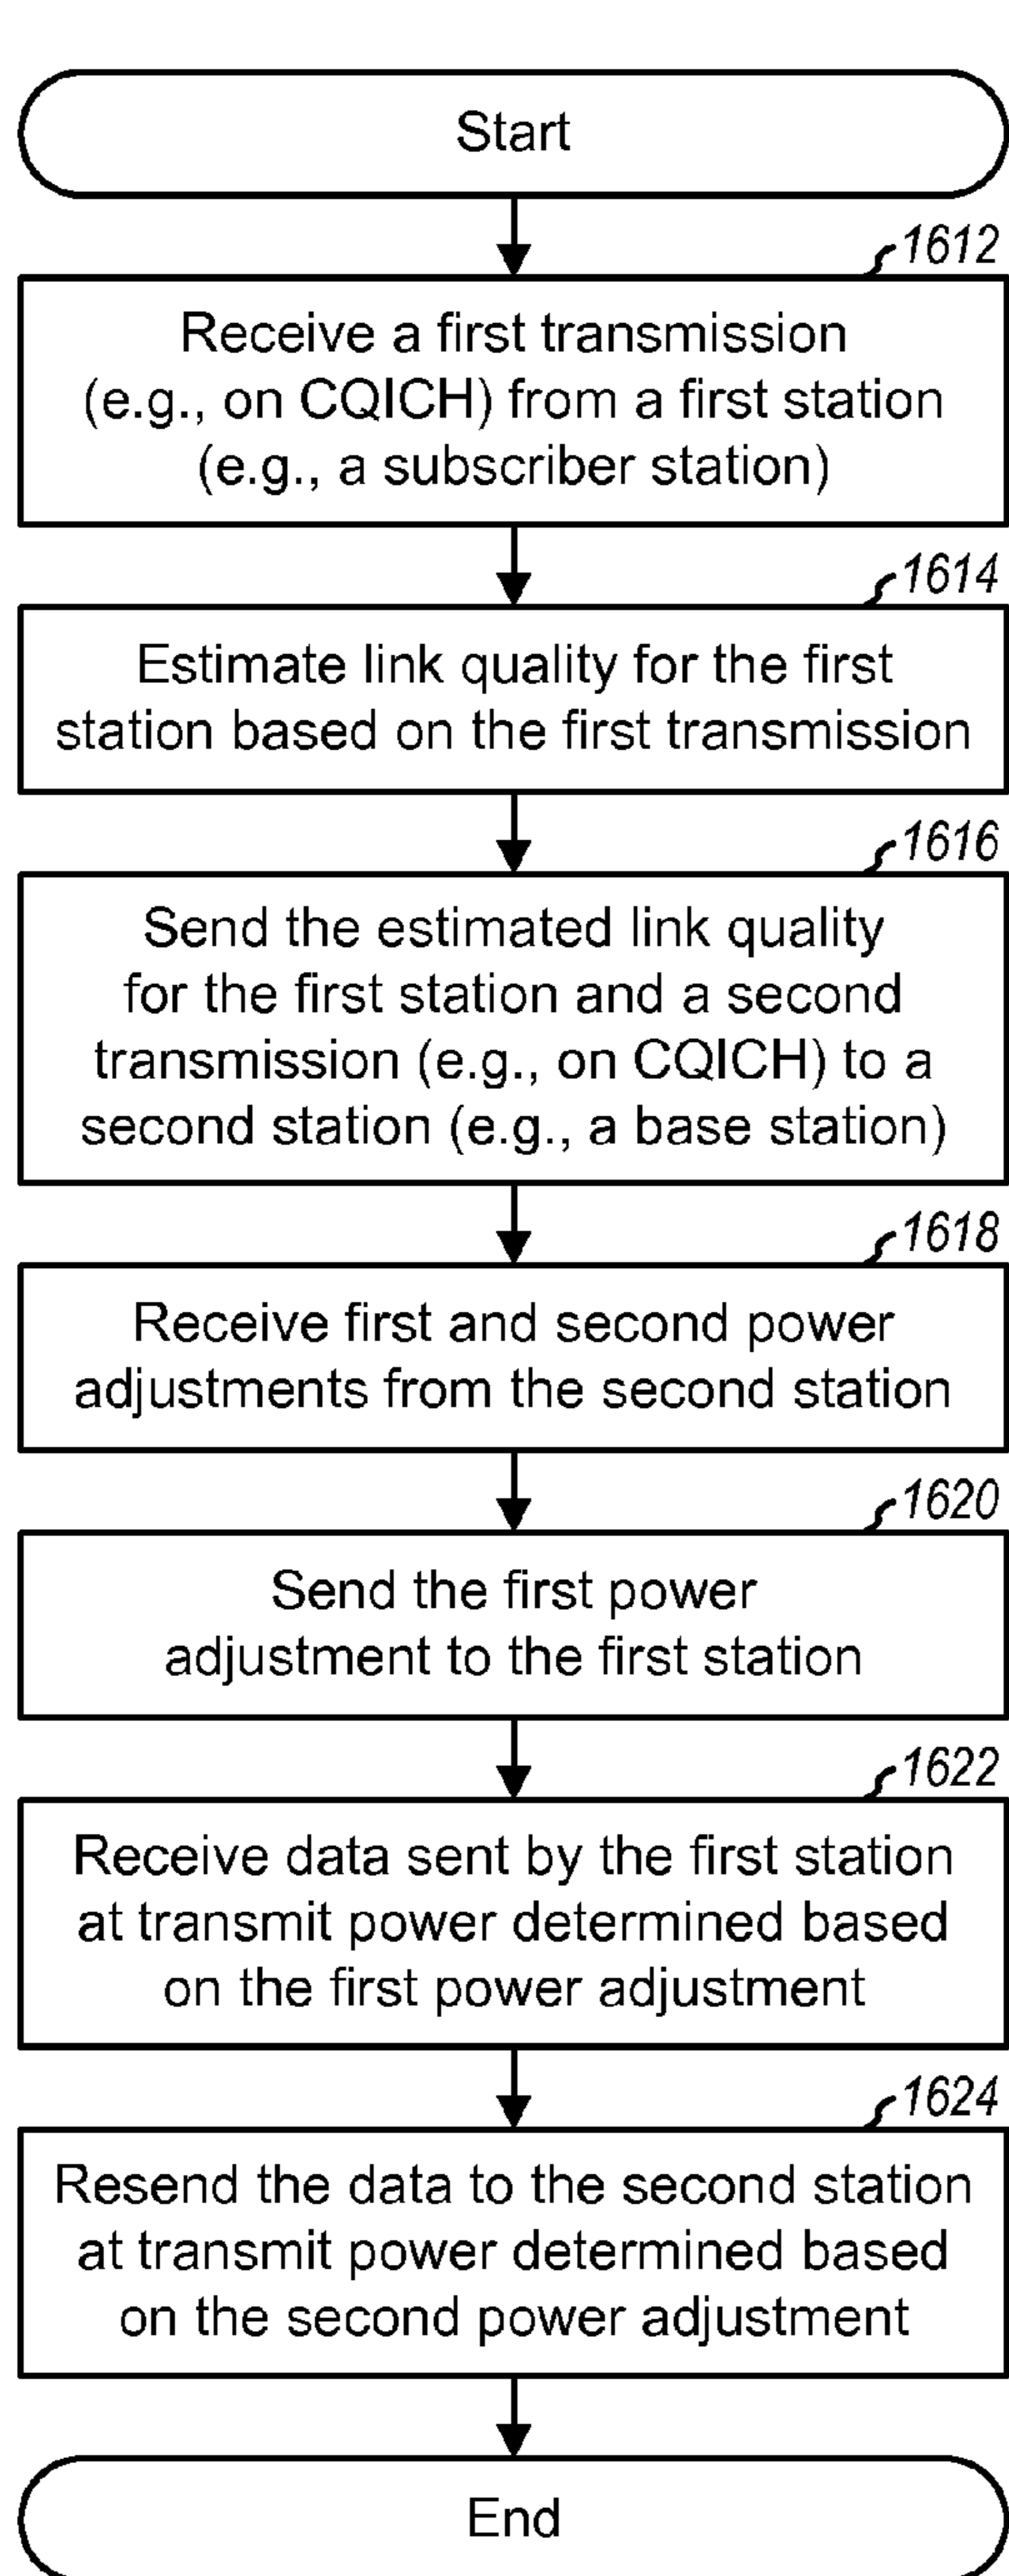 Start
1612
Receive a first transmission
(e.g., on CQICH) from a first station
(e.g., a subscriber station)
1614
Estimate link quality for the first
station based on the first transmission
1616
Send the estimated link quality
for the first station and a second
transmission (e.g., on CQICH) to a
second station (e.g., a base station)
1618
Receive first and second power
adjustments from the second station
1620
Send the first power
adjustment to the first station
1622
Receive data sent by the first station
at transmit power determined based
on the first power adjustment
1624
Resend the data to the second station
at transmit power determined based
on the second power adjustment
End